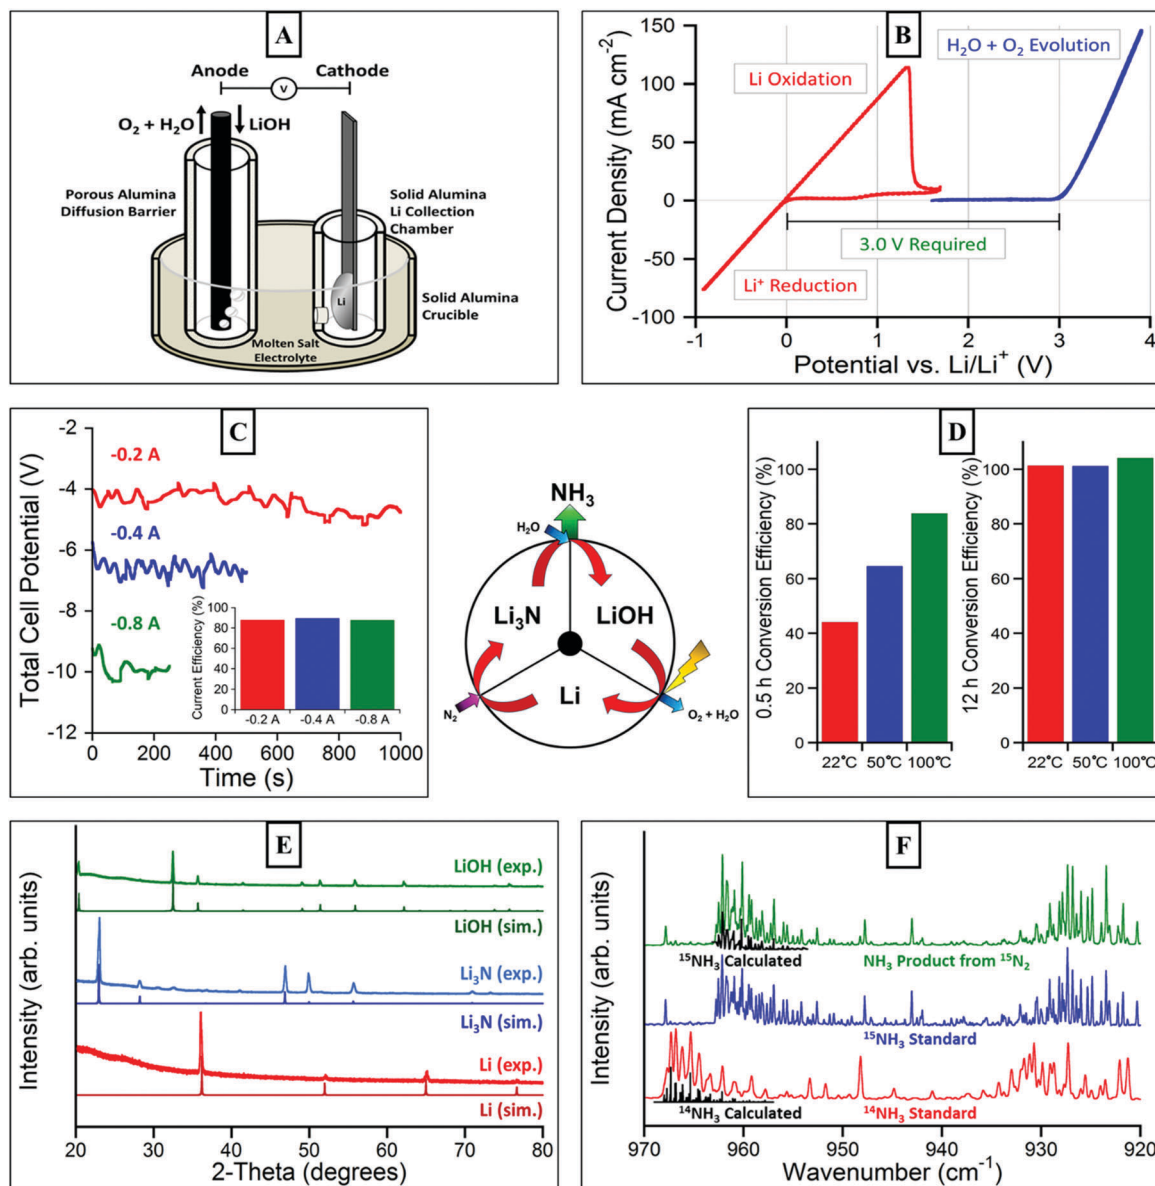 A
Anode
Cathode
V
O₂ + H₂O
LiOH
Porous Alumina
Diffusion Barrier
Solid Alumina
Li Collection
Chamber
Li
Solid Alumina
Crucible
Molten Salt
Electrolyte
B
Current Density (mA cm⁻²)
150
100
50
0
-50
-100
H₂O + O₂ Evolution
Li Oxidation
3.0 V Required
Li⁺ Reduction
-1
0
1
2
3
4
Potential vs. Li/Li⁺ (V)
C
Total Cell Potential (V)
-2
-4
-6
-8
-10
-12
-0.2 A
-0.4 A
-0.8 A
Current Efficiency (%)
100
80
60
40
20
0
-0.2 A
-0.4 A
-0.8 A
0
200
400
600
800
1000
Time (s)
NH₃
H₂O
Li₃N
LiOH
Li
N₂
O₂ + H₂O
D
0.5 h Conversion Efficiency (%)
100
80
60
40
20
0
22°C
50°C
100°C
12 h Conversion Efficiency (%)
100
80
60
40
20
0
22°C
50°C
100°C
E
Intensity (arb. units)
LiOH (exp.)
LiOH (sim.)
Li₃N (exp.)
Li₃N (sim.)
Li (exp.)
Li (sim.)
20
30
40
50
60
70
80
2-Theta (degrees)
F
Intensity (arb. units)
¹⁵NH₃ Calculated
NH₃ Product from ¹⁵N₂
¹⁵NH₃ Standard
¹⁴NH₃ Calculated
¹⁴NH₃ Standard
970
960
950
940
930
920
Wavenumber (cm⁻¹)